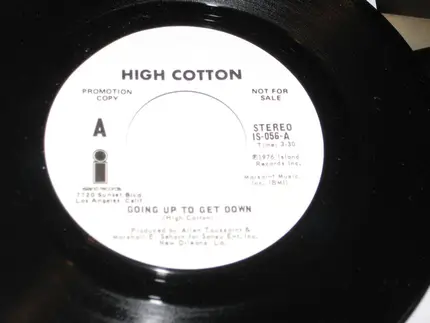 HIGH COTTON
PROMOTION
COPY
NOT FOR
SALE
A
STEREO
IS-056-A
Time: 3:30
i
℗1976, Island
Records Inc.
Marsaint Music,
Inc. (BMI)
7720 Sunset Blvd.
Los Angeles, Calif.
GOING UP TO GET DOWN
(High Cotton)
Produced by Allen Toussaint &
Marshall E. Sehorn for Sansu Ent. Inc.
New Orleans, La.